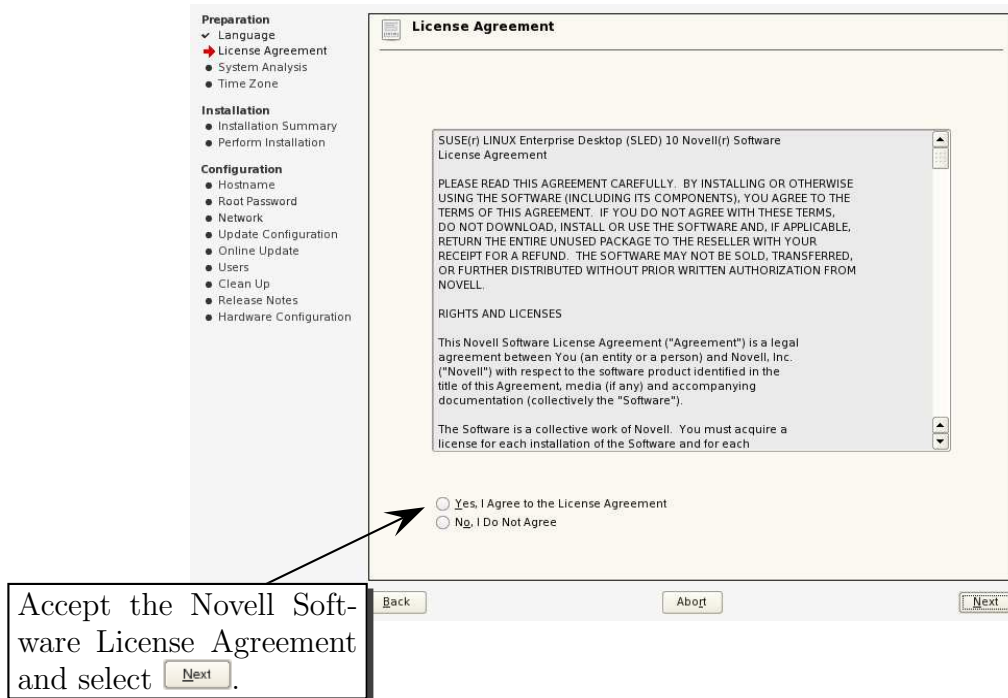 Preparation
Language
License Agreement
System Analysis
Time Zone
Installation
Installation Summary
Perform Installation
Configuration
Hostname
Root Password
Network
Update Configuration
Online Update
Users
Clean Up
Release Notes
Hardware Configuration
License Agreement
SUSE(r) LINUX Enterprise Desktop (SLED) 10 Novell(r) Software
License Agreement
PLEASE READ THIS AGREEMENT CAREFULLY.  BY INSTALLING OR OTHERWISE
USING THE SOFTWARE (INCLUDING ITS COMPONENTS), YOU AGREE TO THE
TERMS OF THIS AGREEMENT.  IF YOU DO NOT AGREE WITH THESE TERMS,
DO NOT DOWNLOAD, INSTALL OR USE THE SOFTWARE AND, IF APPLICABLE,
RETURN THE ENTIRE UNUSED PACKAGE TO THE RESELLER WITH YOUR
RECEIPT FOR A REFUND.  THE SOFTWARE MAY NOT BE SOLD, TRANSFERRED,
OR FURTHER DISTRIBUTED WITHOUT PRIOR WRITTEN AUTHORIZATION FROM
NOVELL.
RIGHTS AND LICENSES
This Novell Software License Agreement ("Agreement") is a legal
agreement between You (an entity or a person) and Novell, Inc.
("Novell") with respect to the software product identified in the
title of this Agreement, media (if any) and accompanying
documentation (collectively the "Software").
The Software is a collective work of Novell.  You must acquire a
license for each installation of the Software and for each
Yes, I Agree to the License Agreement
No, I Do Not Agree
Back
Abort
Next
Accept the Novell Soft-
ware License Agreement
and select Next.